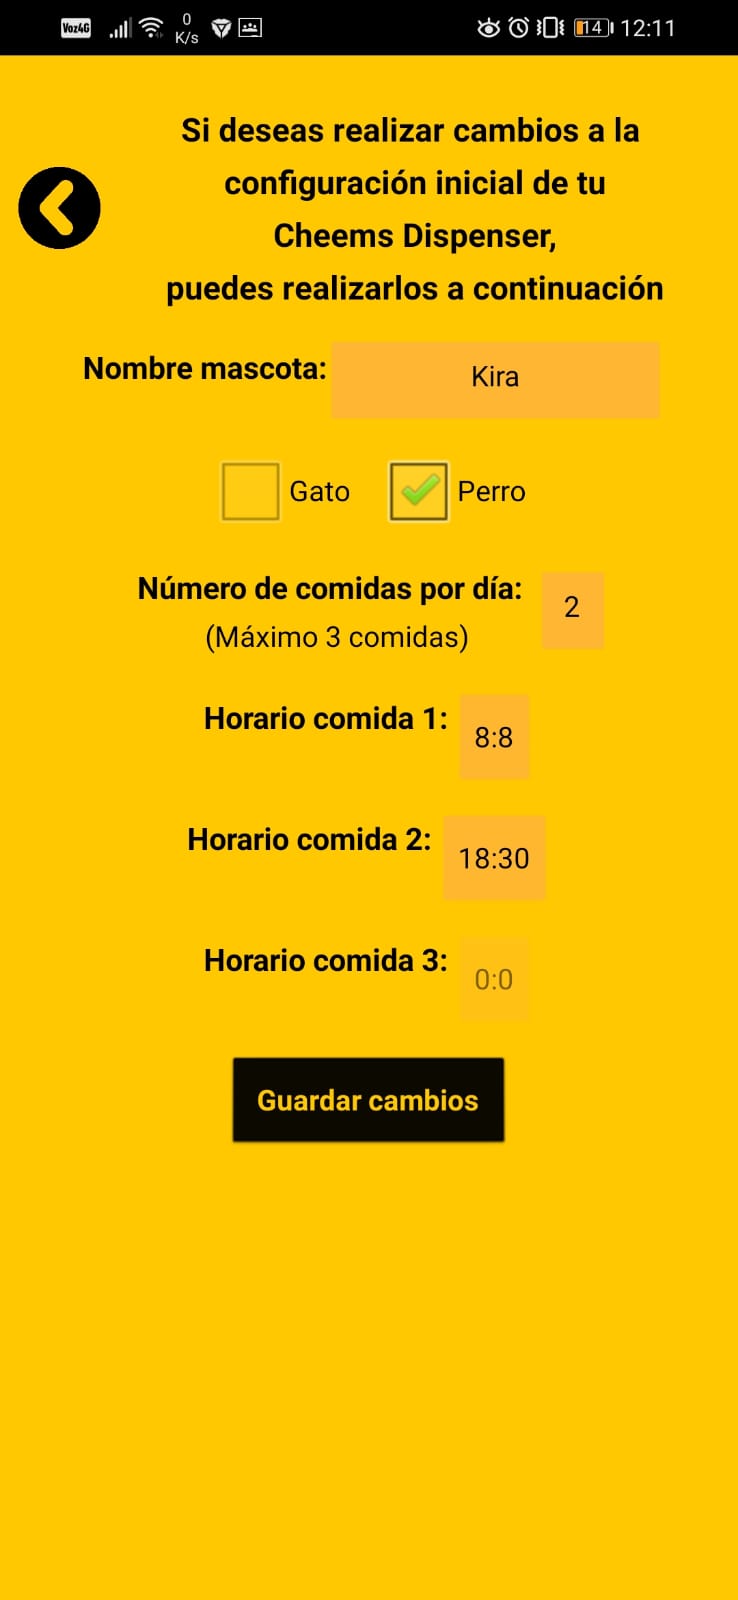 Voz4G 0 K/s 14 12:11
Si deseas realizar cambios a la
configuración inicial de tu
Cheems Dispenser,
puedes realizarlos a continuación
Nombre mascota: Kira
Gato Perro
Número de comidas por día: 2
(Máximo 3 comidas)
Horario comida 1: 8:8
Horario comida 2: 18:30
Horario comida 3: 0:0
Guardar cambios